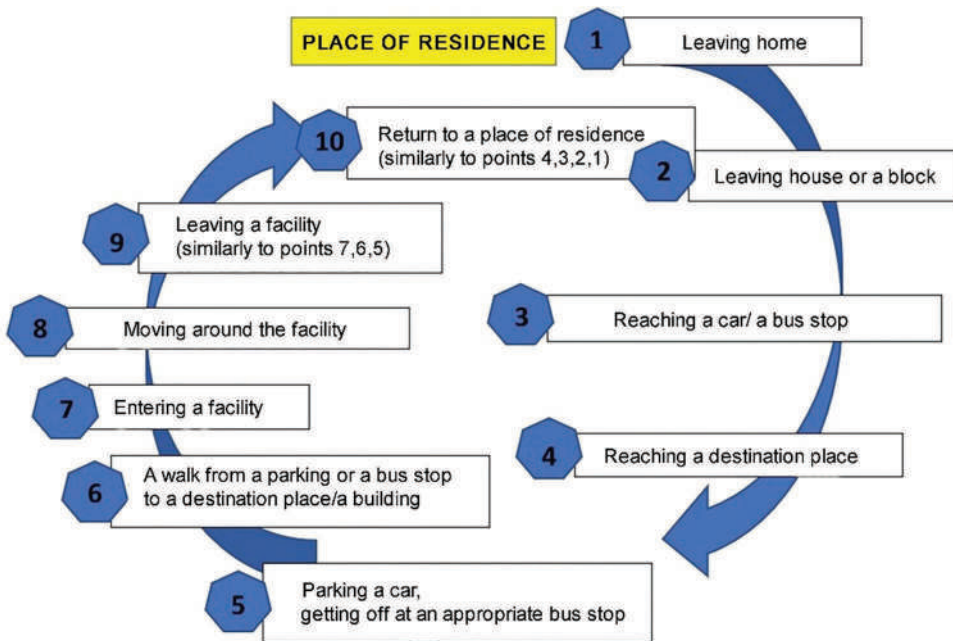 PLACE OF RESIDENCE
1
Leaving home
2
Leaving house or a block
3
Reaching a car/ a bus stop
4
Reaching a destination place
5
Parking a car,
getting off at an appropriate bus stop
6
A walk from a parking or a bus stop
to a destination place/a building
7
Entering a facility
8
Moving around the facility
9
Leaving a facility
(similarly to points 7,6,5)
10
Return to a place of residence
(similarly to points 4,3,2,1)